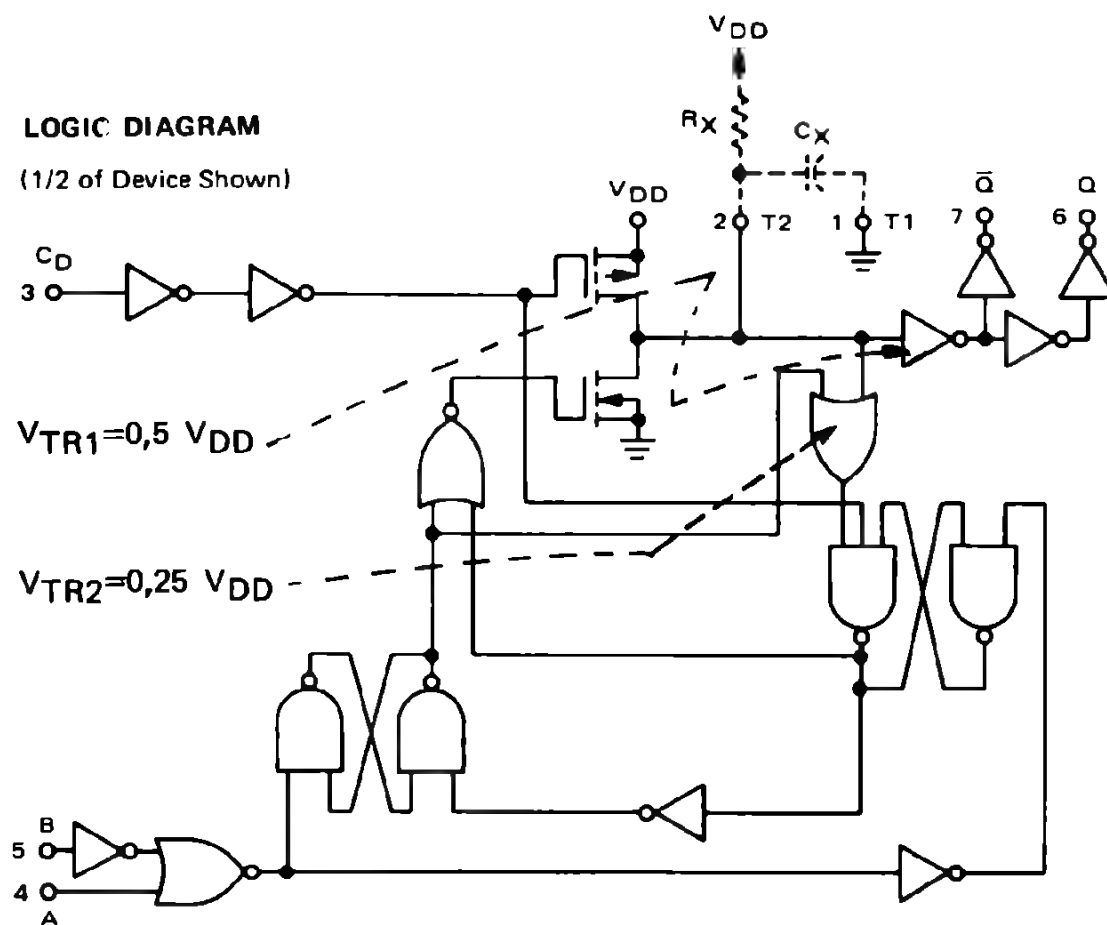 VDD
RX
CX
LOGIC DIAGRAM
(1/2 of Device Shown)
VDD
Q̅
Q
2 T2
1 T1
7
6
CD
3
VTR1=0,5 VDD
VTR2=0,25 VDD
B
5
4
A